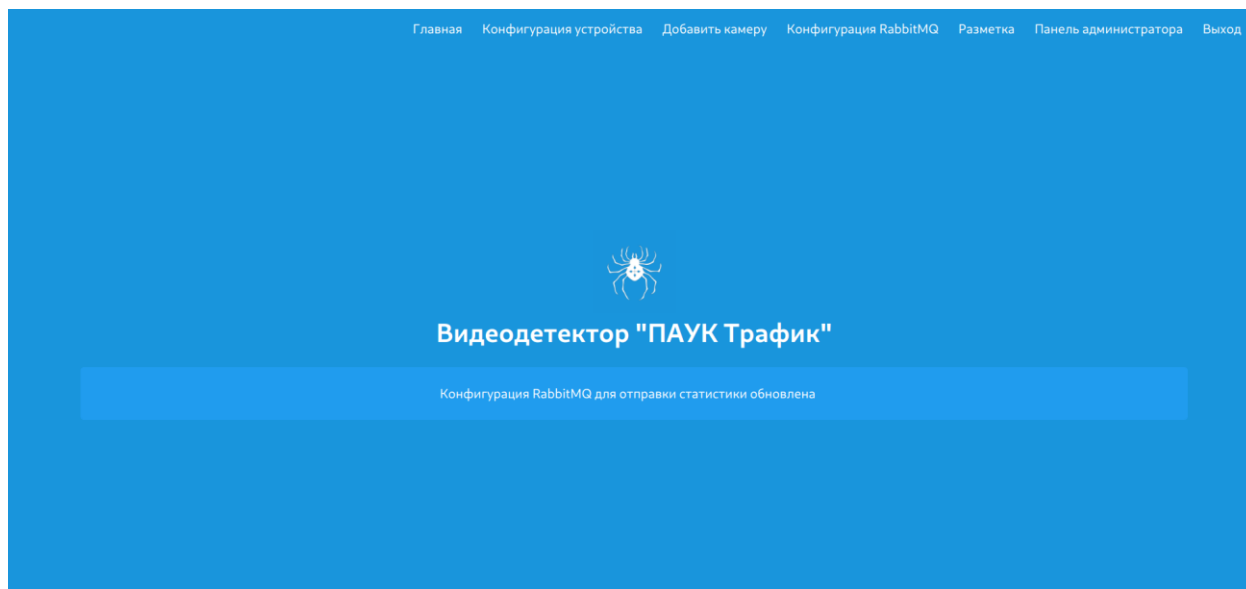 Главная Конфигурация устройства Добавить камеру Конфигурация RabbitMQ Разметка Панель администратора Выход
Видеодетектор "ПАУК Трафик"
Конфигурация RabbitMQ для отправки статистики обновлена